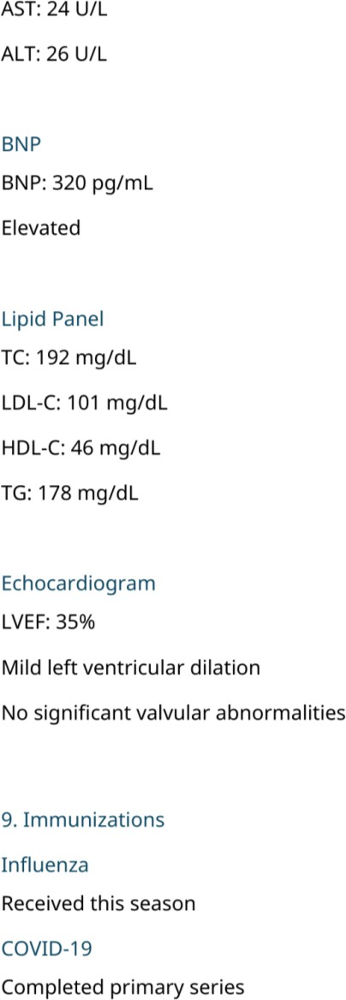 AST: 24 U/L
ALT: 26 U/L
BNP
BNP: 320 pg/mL
Elevated
Lipid Panel
TC: 192 mg/dL
LDL-C: 101 mg/dL
HDL-C: 46 mg/dL
TG: 178 mg/dL
Echocardiogram
LVEF: 35%
Mild left ventricular dilation
No significant valvular abnormalities
9. Immunizations
Influenza
Received this season
COVID-19
Completed primary series